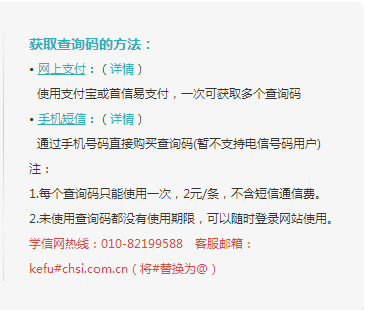 获取查询码的方法：
• 网上支付：（详情）
使用支付宝或首信易支付，一次可获取多个查询码
• 手机短信：（详情）
通过手机号码直接购买查询码(暂不支持电信号码用户)
注：
1.每个查询码只能使用一次，2元/条，不含短信通信费。
2.未使用查询码都没有使用期限，可以随时登录网站使用。
学信网热线：010-82199588 客服邮箱：
kefu#chsi.com.cn（将#替换为@）